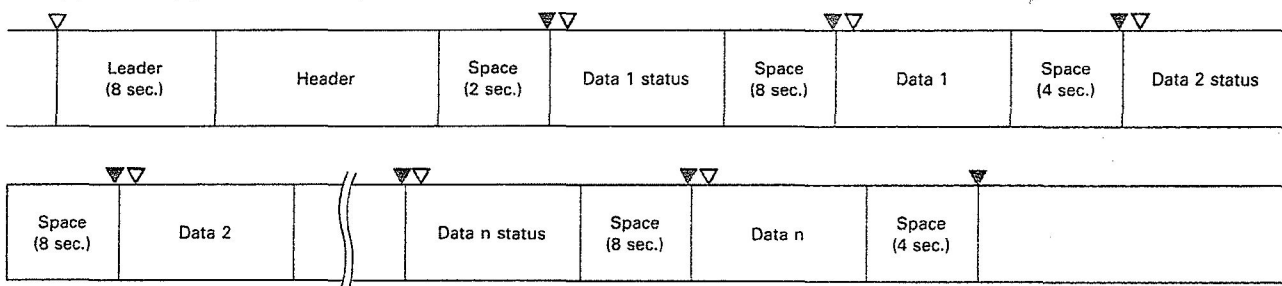 Leader
(8 sec.)
Header
Space
(2 sec.)
Data 1 status
Space
(8 sec.)
Data 1
Space
(4 sec.)
Data 2 status
Space
(8 sec.)
Data 2
Data n status
Space
(8 sec.)
Data n
Space
(4 sec.)